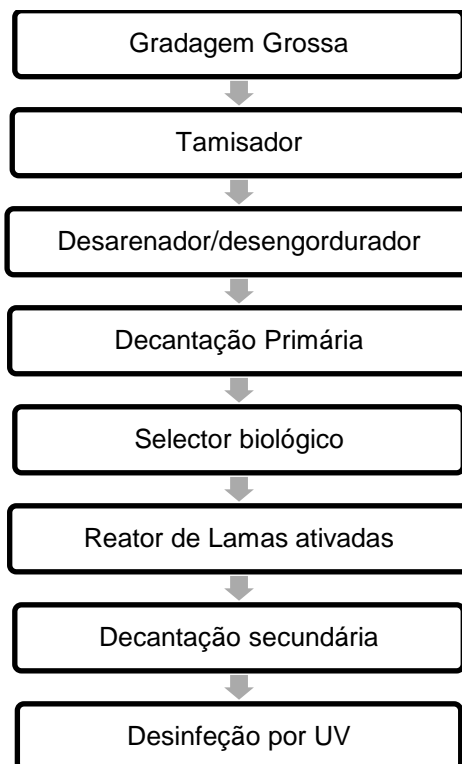 Gradagem Grossa
Tamisador
Desarenador/desengordurador
Decantação Primária
Selector biológico
Reator de Lamas ativadas
Decantação secundária
Desinfeção por UV